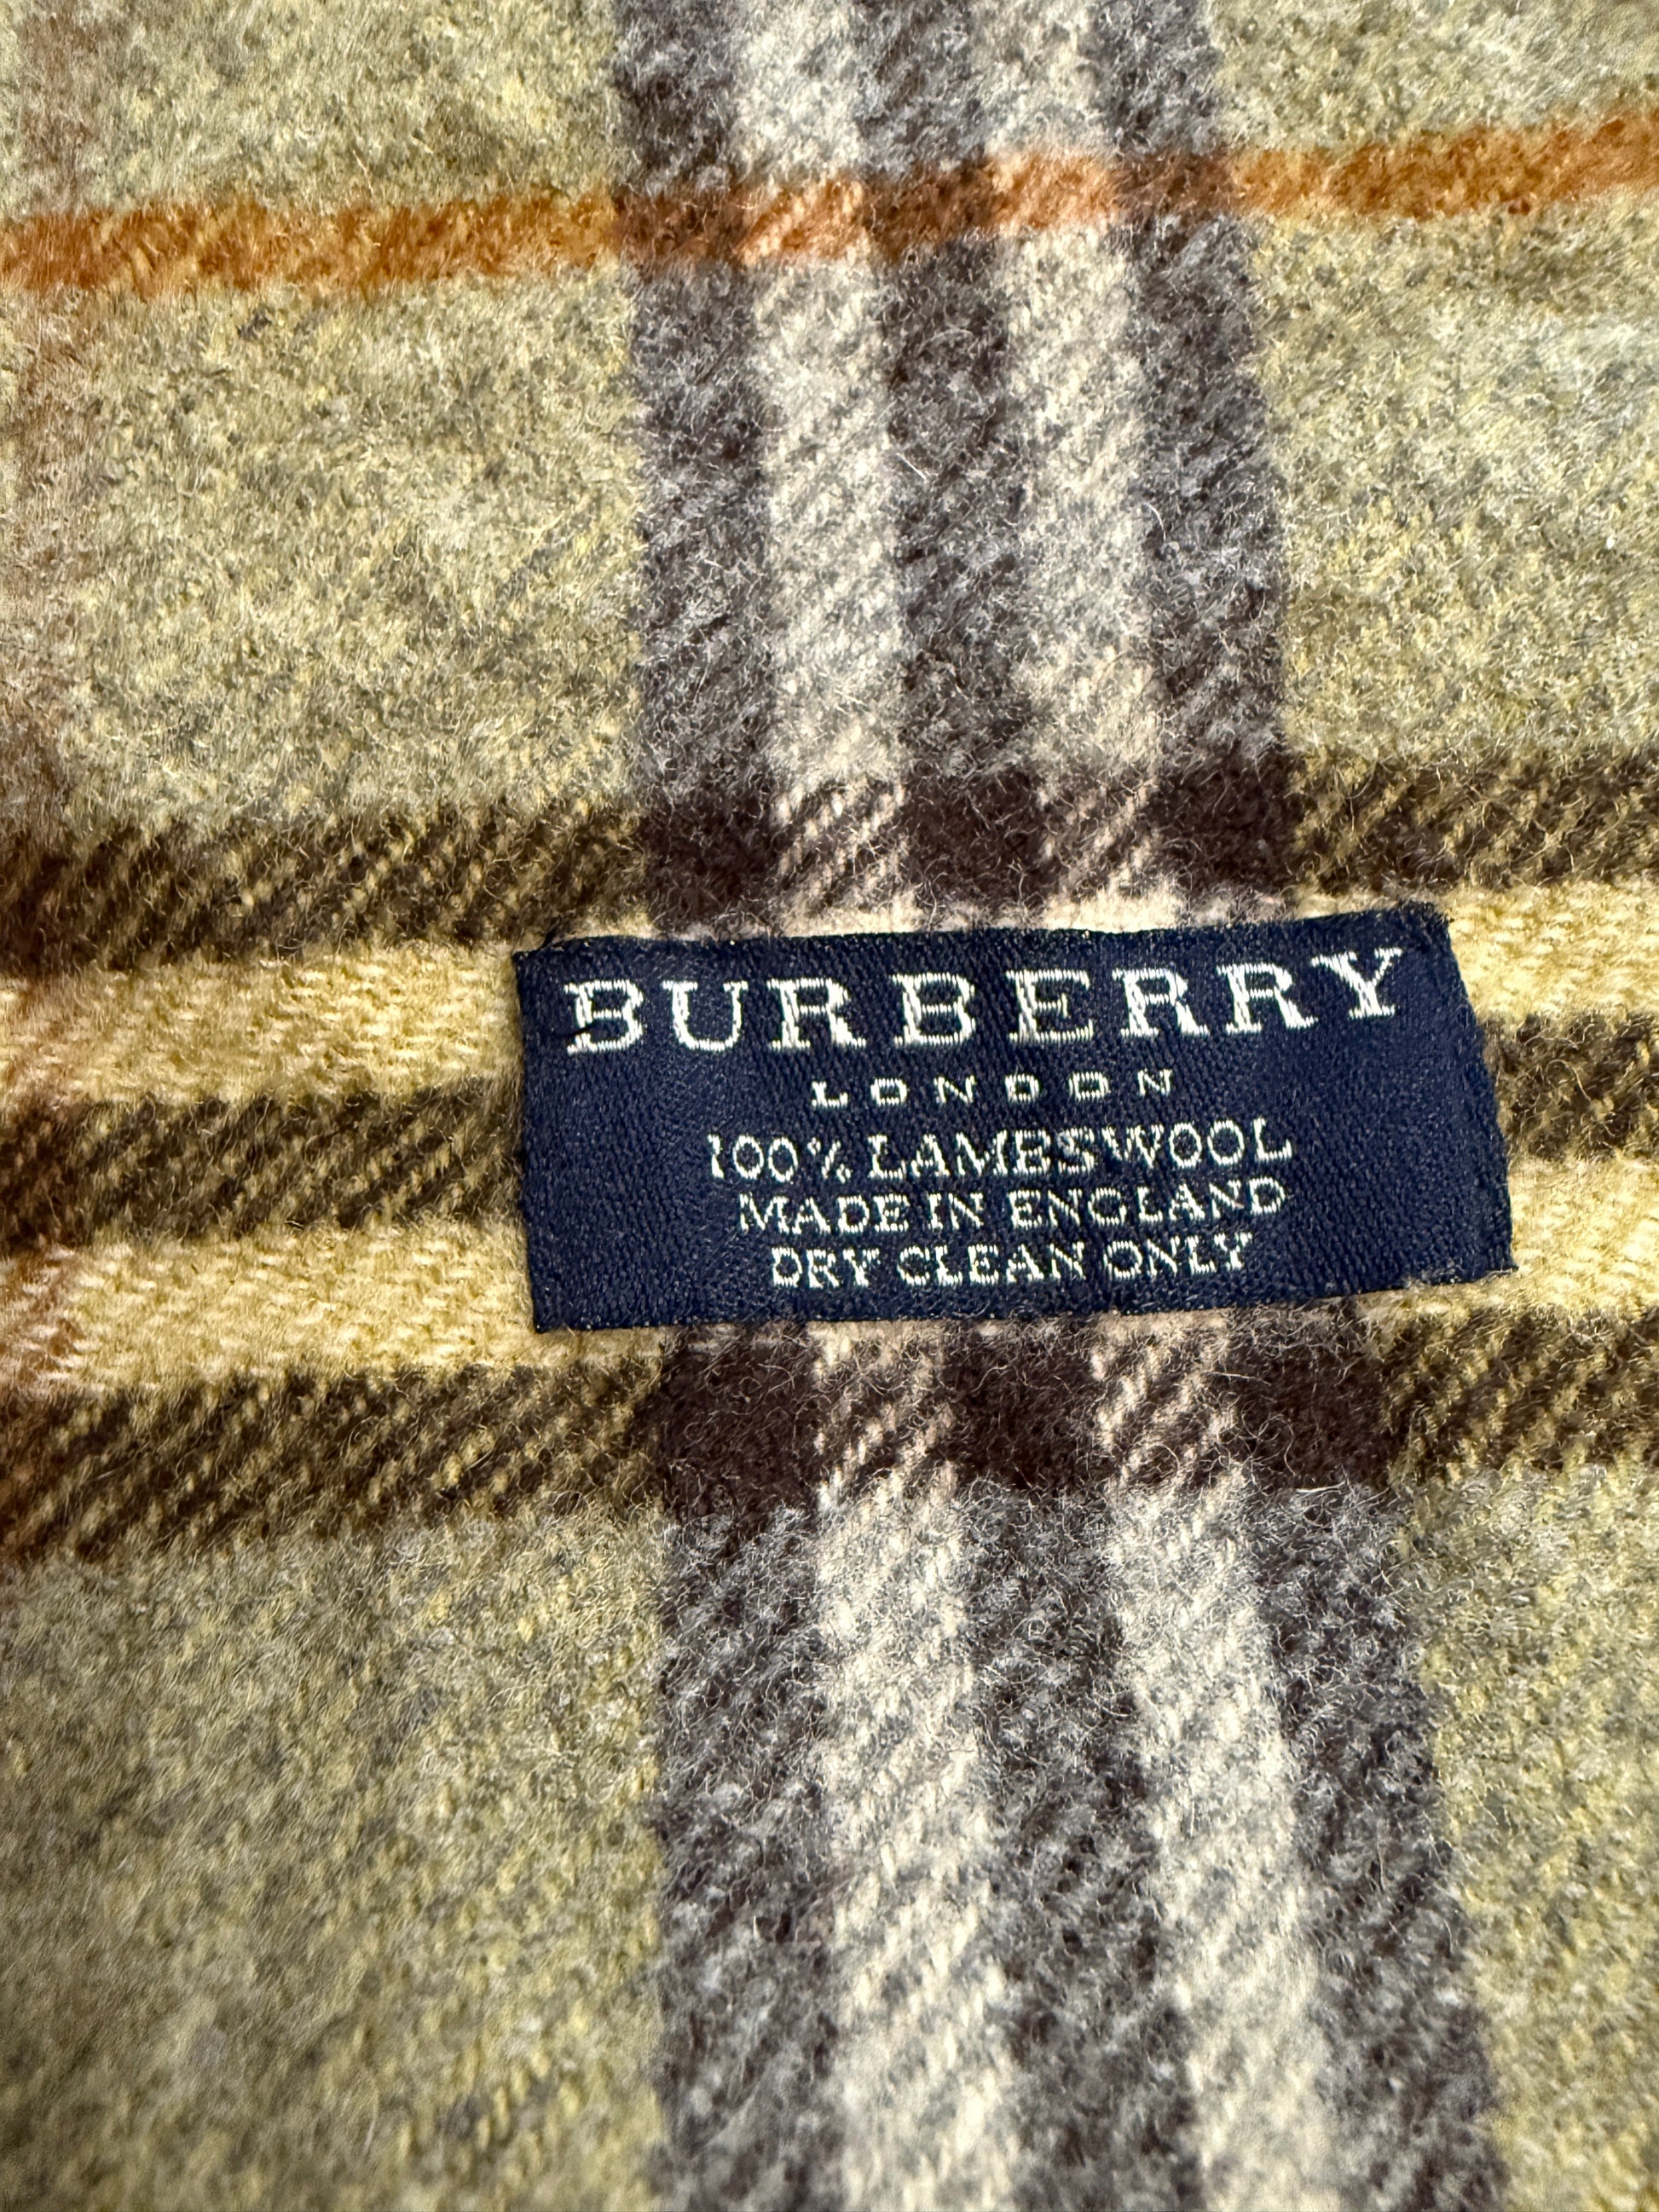 BURBERRY
LONDON
100% LAMBSWOOL
MADE IN ENGLAND
DRY CLEAN ONLY